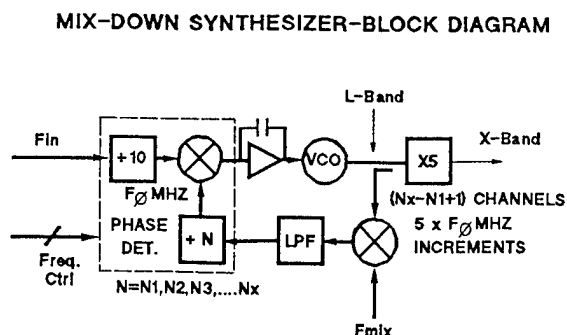 MIX-DOWN SYNTHESIZER-BLOCK DIAGRAM
L-Band
X-Band
Fin
÷10
VCO
X5
FØ MHZ
(Nx-N1+1) CHANNELS
5 x FØ MHZ
INCREMENTS
PHASE
DET.
÷ N
LPF
Freq.
Ctrl
N=N1,N2,N3,....Nx
Fmix